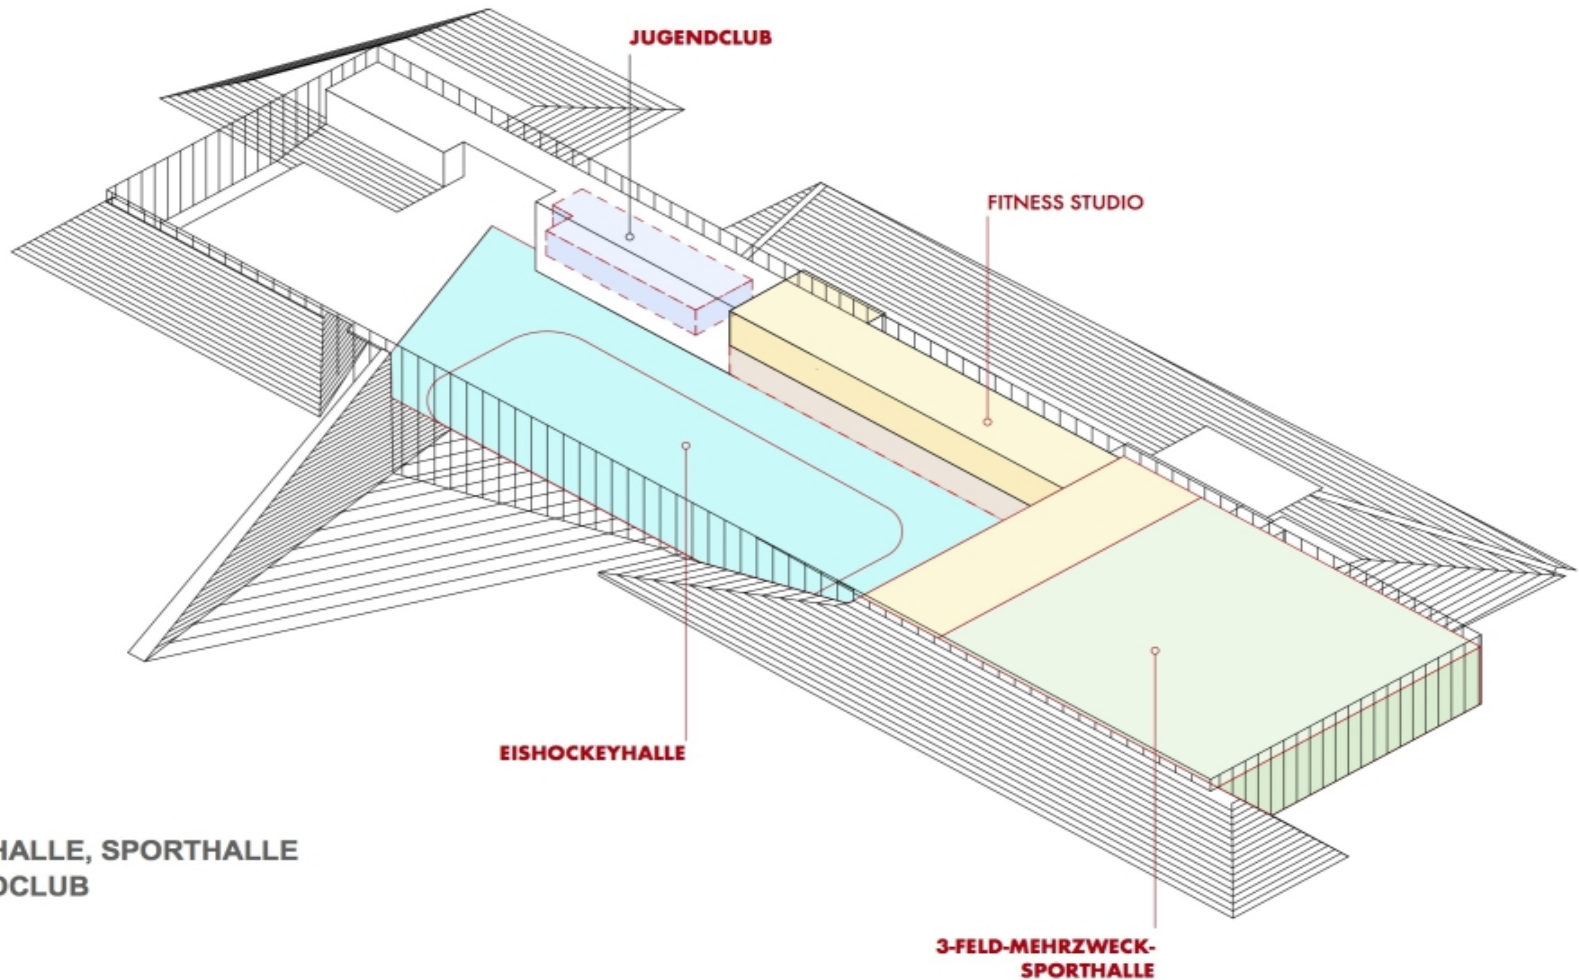 JUGENDCLUB
FITNESS STUDIO
EISHOCKEYHALLE
HALLE, SPORTHALLE
DCLUB
3-FELD-MEHRZWECK-
SPORTHALLE